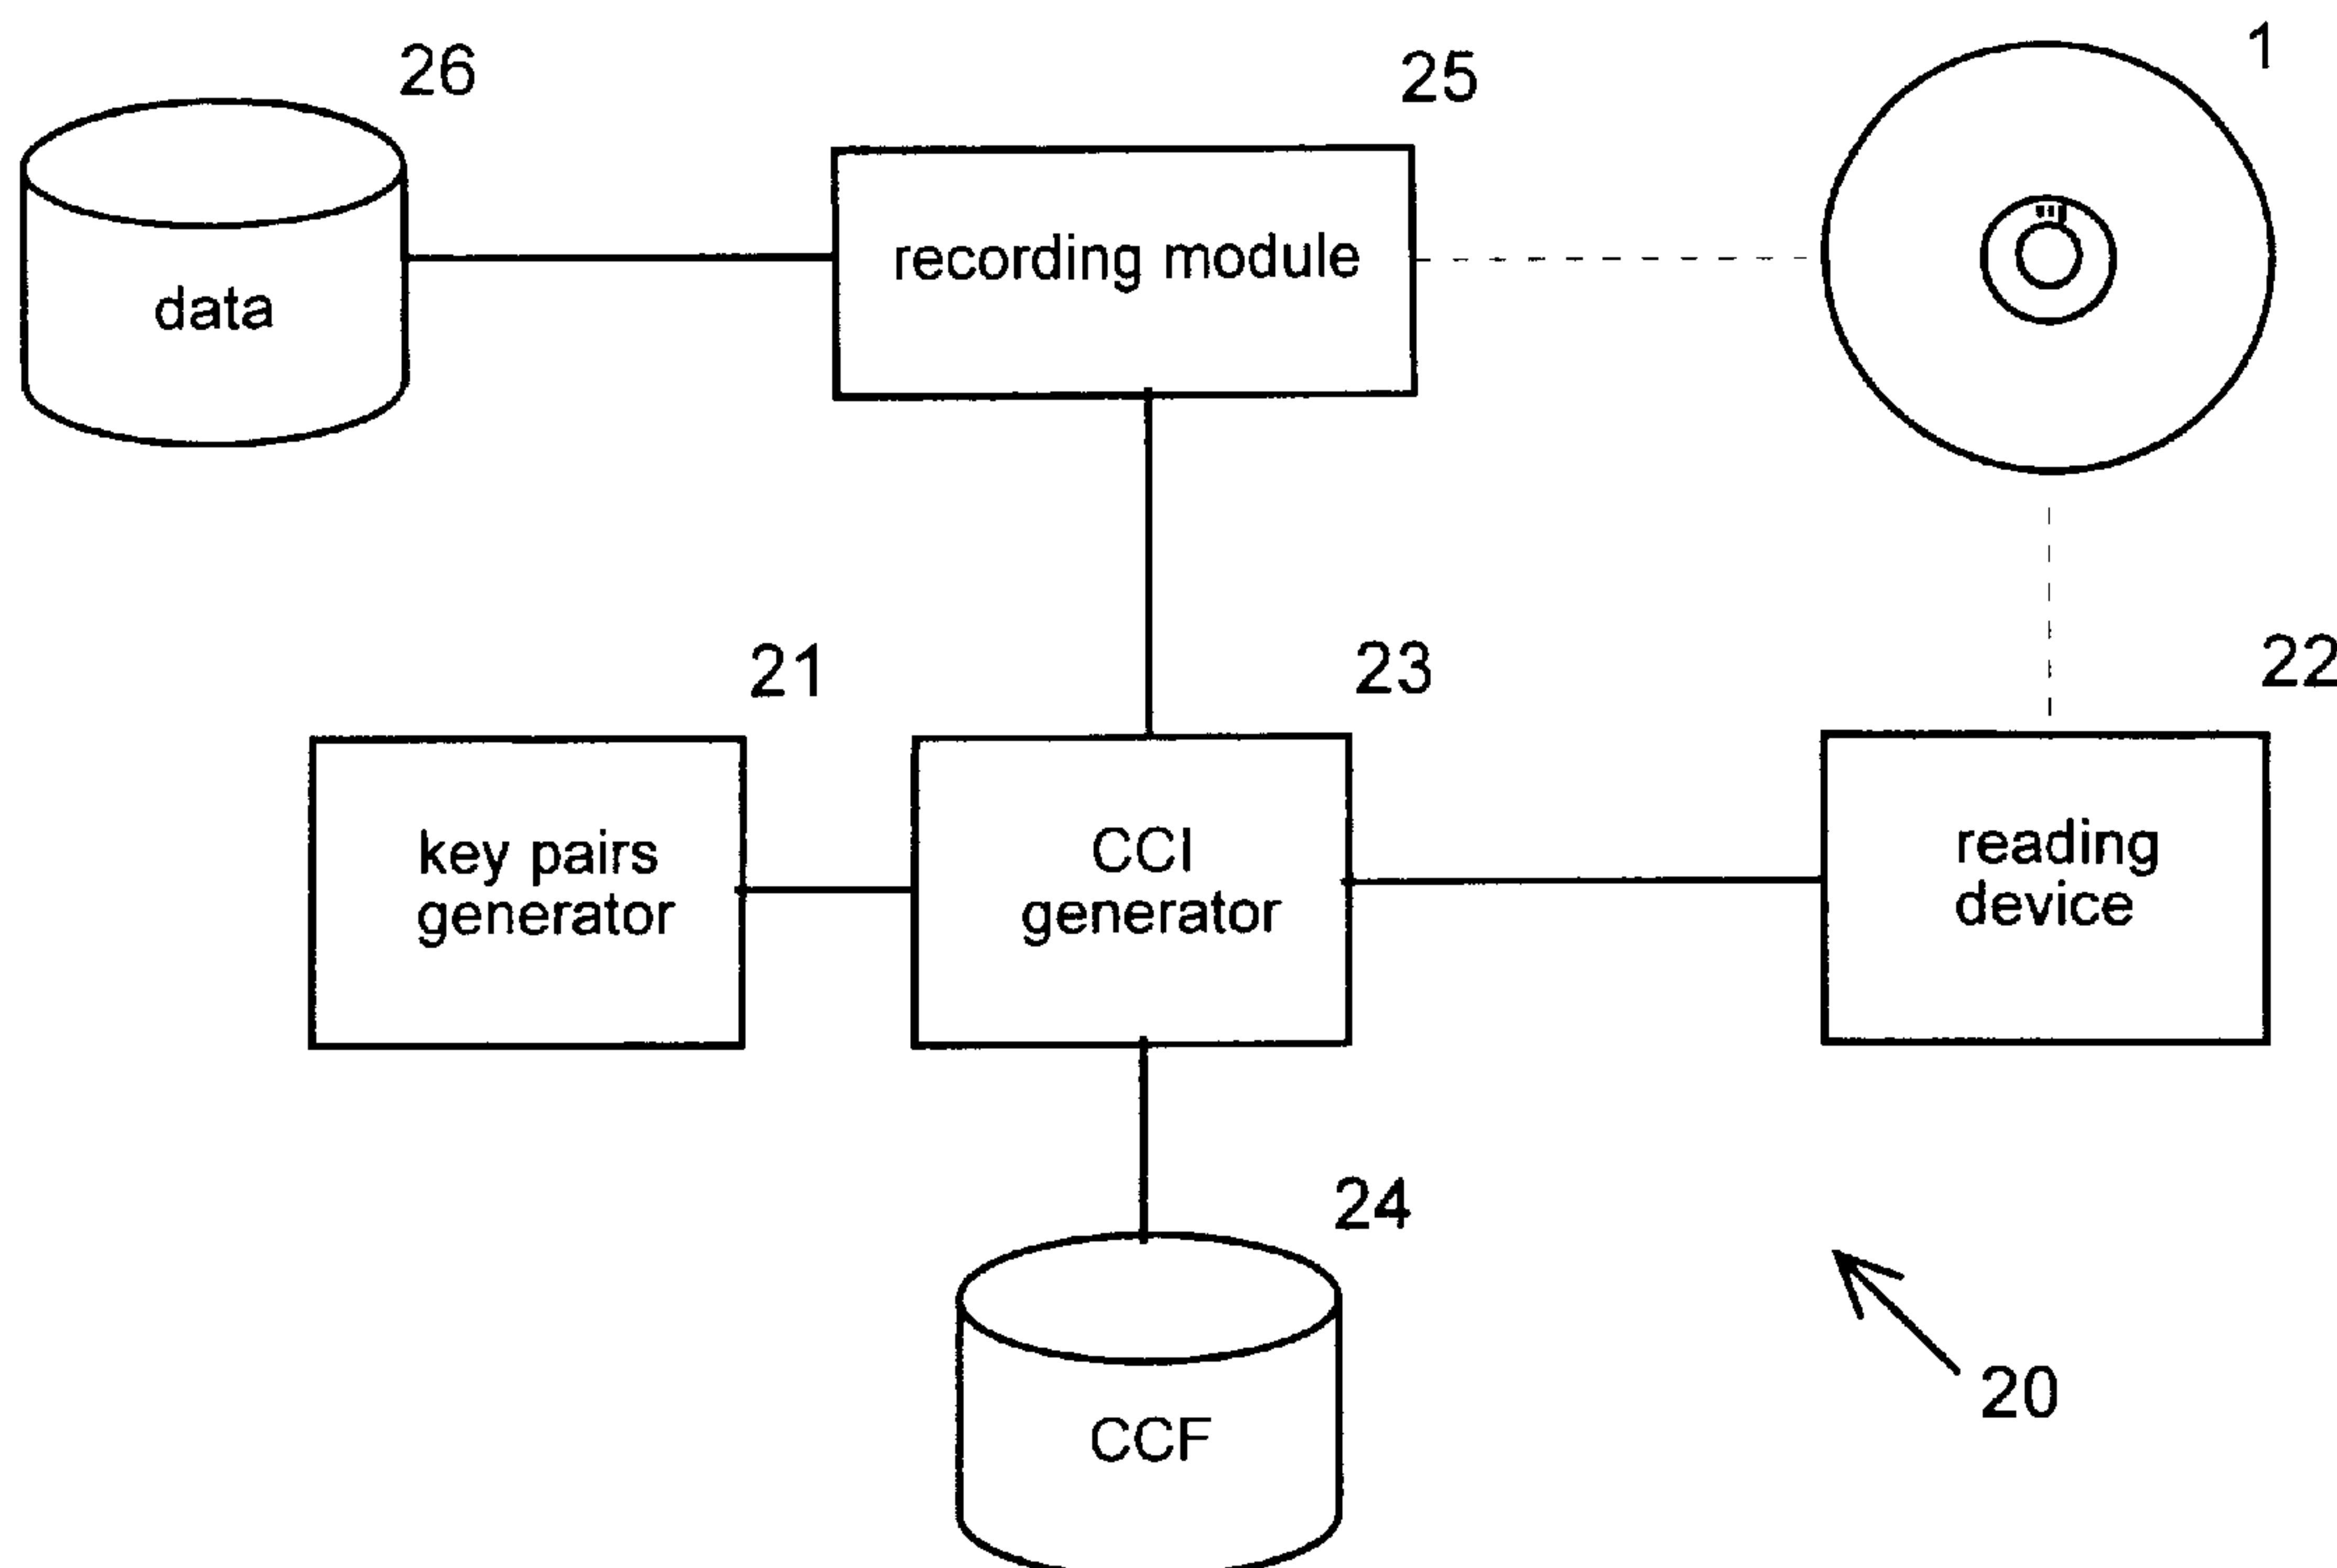 26
25
1
recording module
data
21
23
22
key pairs
generator
CCI
generator
reading
device
24
20
CCF